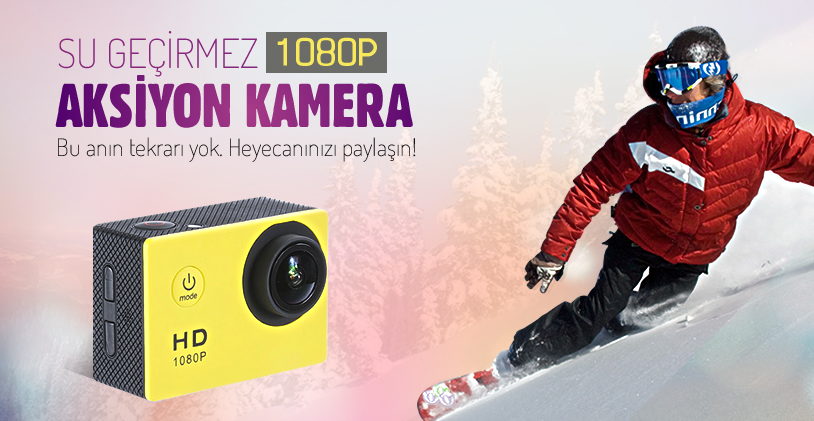 SU GEÇİRMEZ 1080P
AKSİYON KAMERA
Bu anın tekrarı yok. Heyecanınızı paylaşın!
mode
HD
1080P